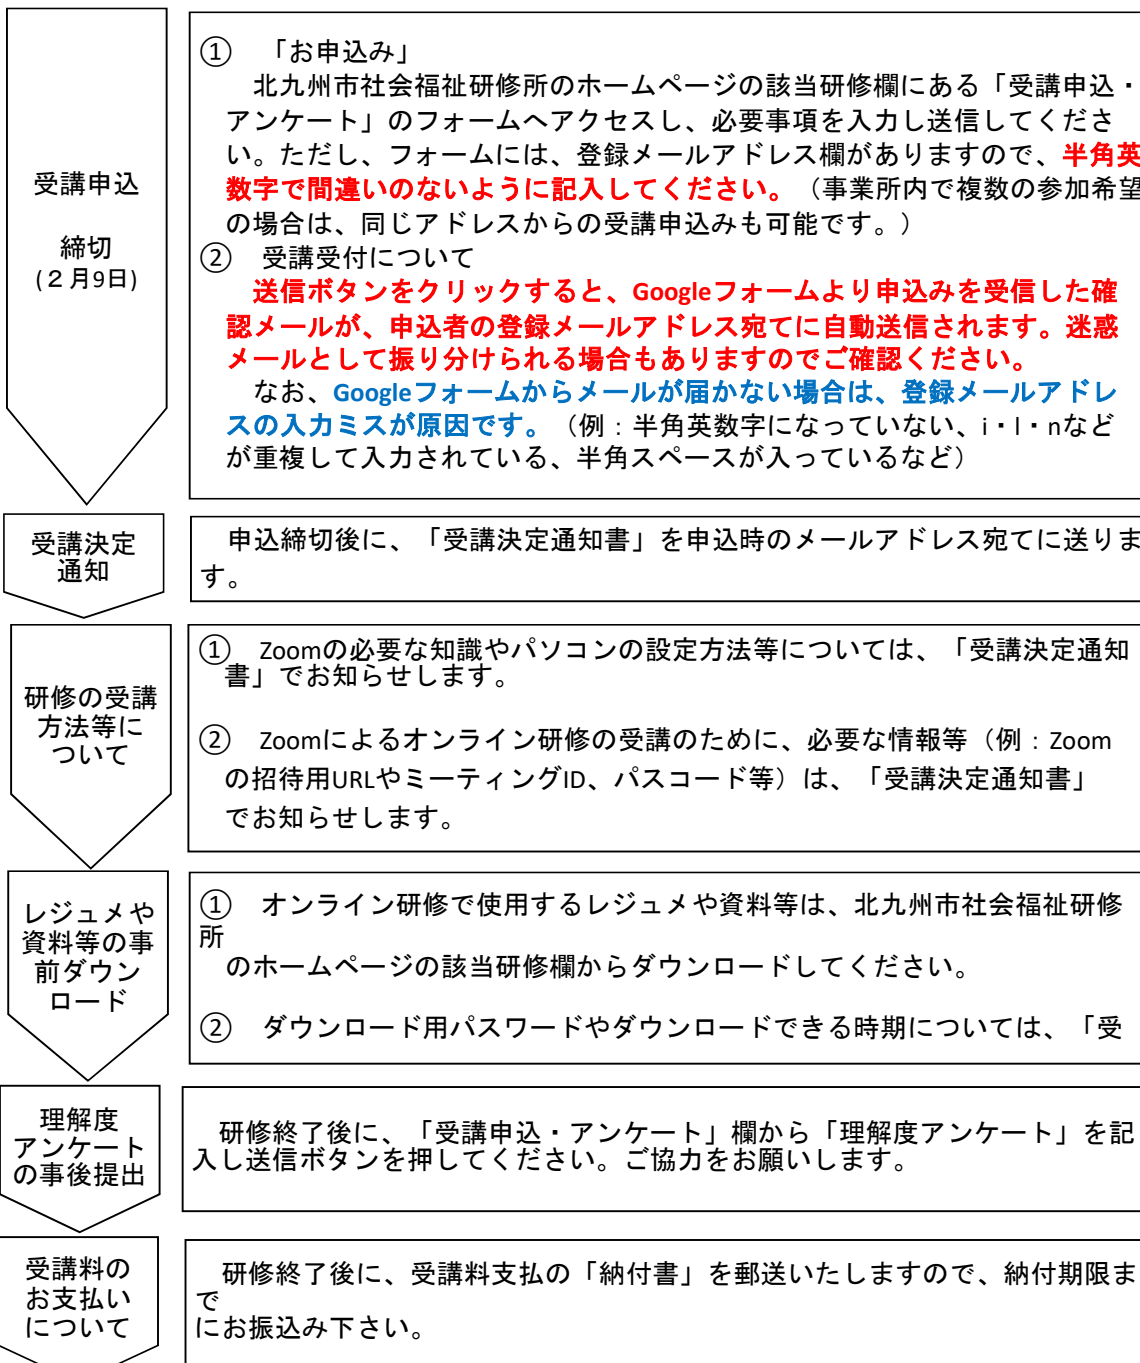 受講申込
締切
(２月9日)
① 「お申込み」
北九州市社会福祉研修所のホームページの該当研修欄にある「受講申込・
アンケート」のフォームへアクセスし、必要事項を入力し送信してくださ
い。ただし、フォームには、登録メールアドレス欄がありますので、半角英
数字で間違いのないように記入してください。（事業所内で複数の参加希望
の場合は、同じアドレスからの受講申込みも可能です。）
② 受講受付について
送信ボタンをクリックすると、Googleフォームより申込みを受信した確
認メールが、申込者の登録メールアドレス宛てに自動送信されます。迷惑
メールとして振り分けられる場合もありますのでご確認ください。
なお、Googleフォームからメールが届かない場合は、登録メールアドレ
スの入力ミスが原因です。（例：半角英数字になっていない、i・l・nなど
が重複して入力されている、半角スペースが入っているなど）
受講決定
通知
申込締切後に、「受講決定通知書」を申込時のメールアドレス宛てに送りま
す。
研修の受講
方法等に
ついて
① Zoomの必要な知識やパソコンの設定方法等については、「受講決定通知
書」でお知らせします。
② Zoomによるオンライン研修の受講のために、必要な情報等（例：Zoom
の招待用URLやミーティングID、パスコード等）は、「受講決定通知書」
でお知らせします。
レジュメや
資料等の事
前ダウン
ロード
① オンライン研修で使用するレジュメや資料等は、北九州市社会福祉研修
所
のホームページの該当研修欄からダウンロードしてください。
② ダウンロード用パスワードやダウンロードできる時期については、「受
理解度
アンケート
の事後提出
研修終了後に、「受講申込・アンケート」欄から「理解度アンケート」を記
入し送信ボタンを押してください。ご協力をお願いします。
受講料の
お支払い
について
研修終了後に、受講料支払の「納付書」を郵送いたしますので、納付期限ま
で
にお振込み下さい。